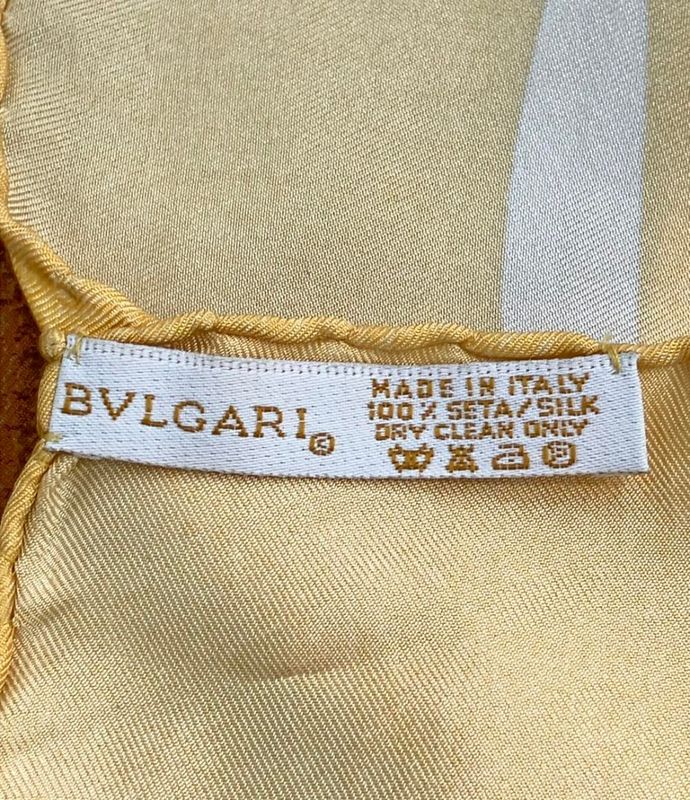 BVLGARI®
MADE IN ITALY
100% SETA/SILK
DRY CLEAN ONLY